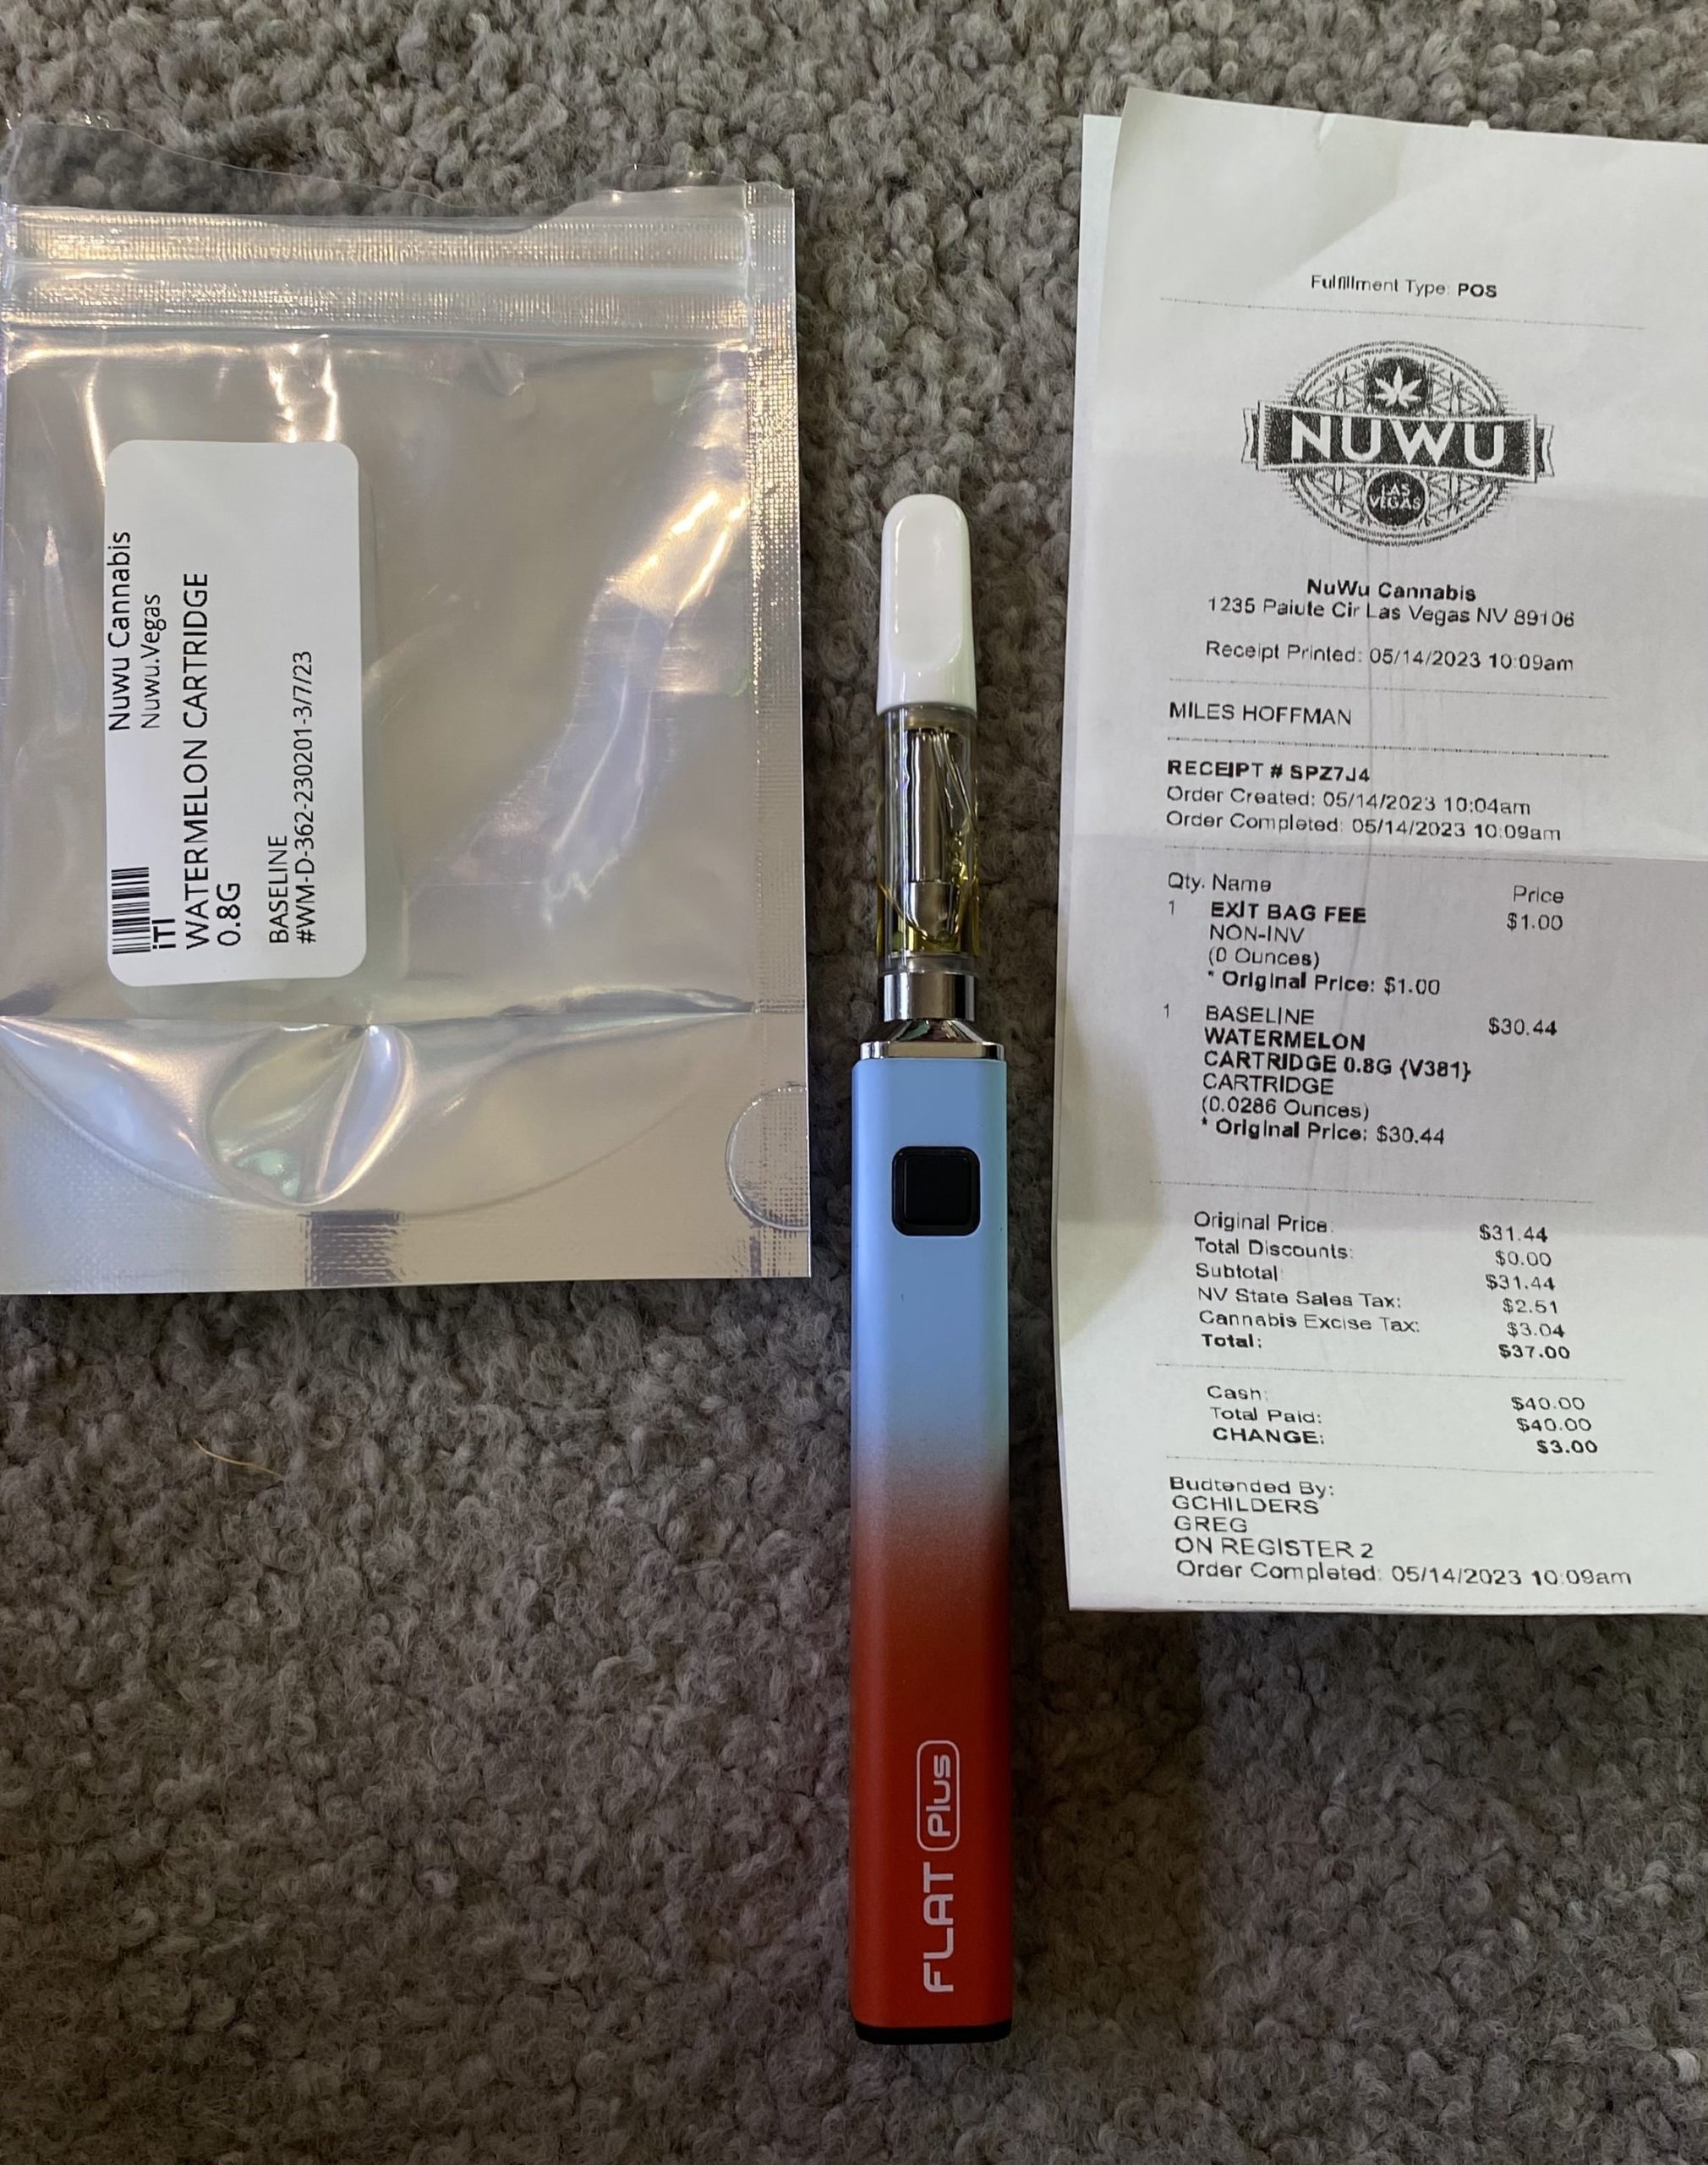 Nuwu Cannabis
Nuwu.Vegas
iTi
WATERMELON CARTRIDGE
0.8G
BASELINE
#WM-D-362-230201-3/7/23
FLAT Plus
Fulfillment Type: POS
NUWU
LAS
VEGAS
NuWu Cannabis
1235 Paiute Cir Las Vegas NV 89106
Receipt Printed: 05/14/2023 10:09am
MILES HOFFMAN
RECEIPT # SPZ7J4
Order Created: 05/14/2023 10:04am
Order Completed: 05/14/2023 10:09am
Qty. Name Price
1 EXIT BAG FEE $1.00
NON-INV
(0 Ounces)
* Original Price: $1.00
1 BASELINE $30.44
WATERMELON
CARTRIDGE 0.8G {V381}
CARTRIDGE
(0.0286 Ounces)
* Original Price: $30.44
Original Price: $31.44
Total Discounts: $0.00
Subtotal $31.44
NV State Sales Tax: $2.51
Cannabis Excise Tax: $3.04
Total: $37.00
Cash: $40.00
Total Paid: $40.00
CHANGE: $3.00
Budtended By:
GCHILDERS
GREG
ON REGISTER 2
Order Completed: 05/14/2023 10:09am